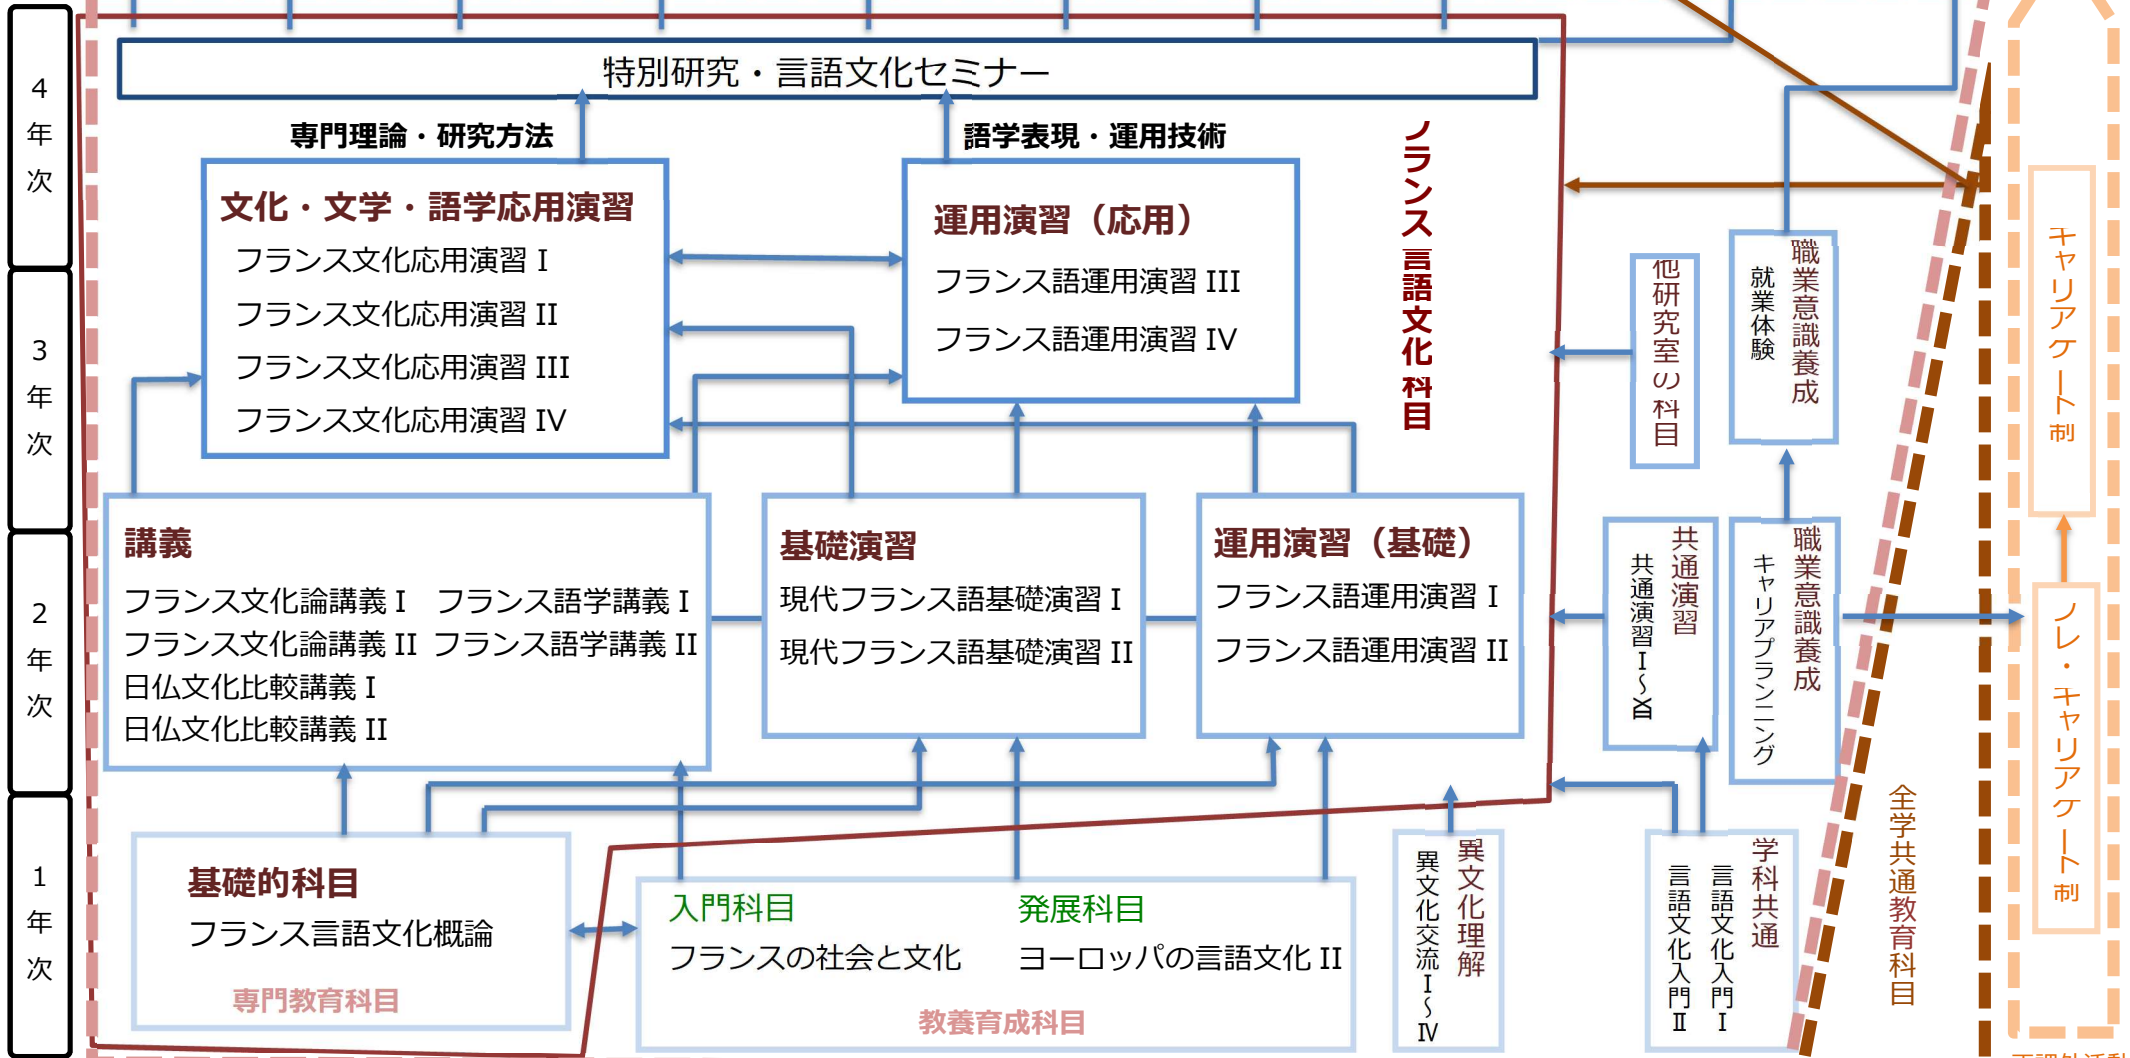 4年次
3年次
2年次
1年次
特別研究・言語文化セミナー
専門理論・研究方法
語学表現・運用技術
文化・文学・語学応用演習
フランス文化応用演習 I
フランス文化応用演習 II
フランス文化応用演習 III
フランス文化応用演習 IV
運用演習（応用）
フランス語運用演習 III
フランス語運用演習 IV
フランス言語文化科目
他研究室の科目
職業意識養成
就業体験
キャリアゲート制
講義
フランス文化論講義 I フランス語学講義 I
フランス文化論講義 II フランス語学講義 II
日仏文化比較講義 I
日仏文化比較講義 II
基礎演習
現代フランス語基礎演習 I
現代フランス語基礎演習 II
運用演習（基礎）
フランス語運用演習 I
フランス語運用演習 II
共通演習
職業意識養成
キャリアプランニング
プレ・キャリアゲート制
基礎的科目
フランス言語文化概論
専門教育科目
入門科目
フランスの社会と文化
発展科目
ヨーロッパの言語文化 II
教養育成科目
異文化理解
異文化交流Ⅰ～Ⅳ
学科共通
言語文化入門Ⅰ
言語文化入門Ⅱ
全学共通教育科目